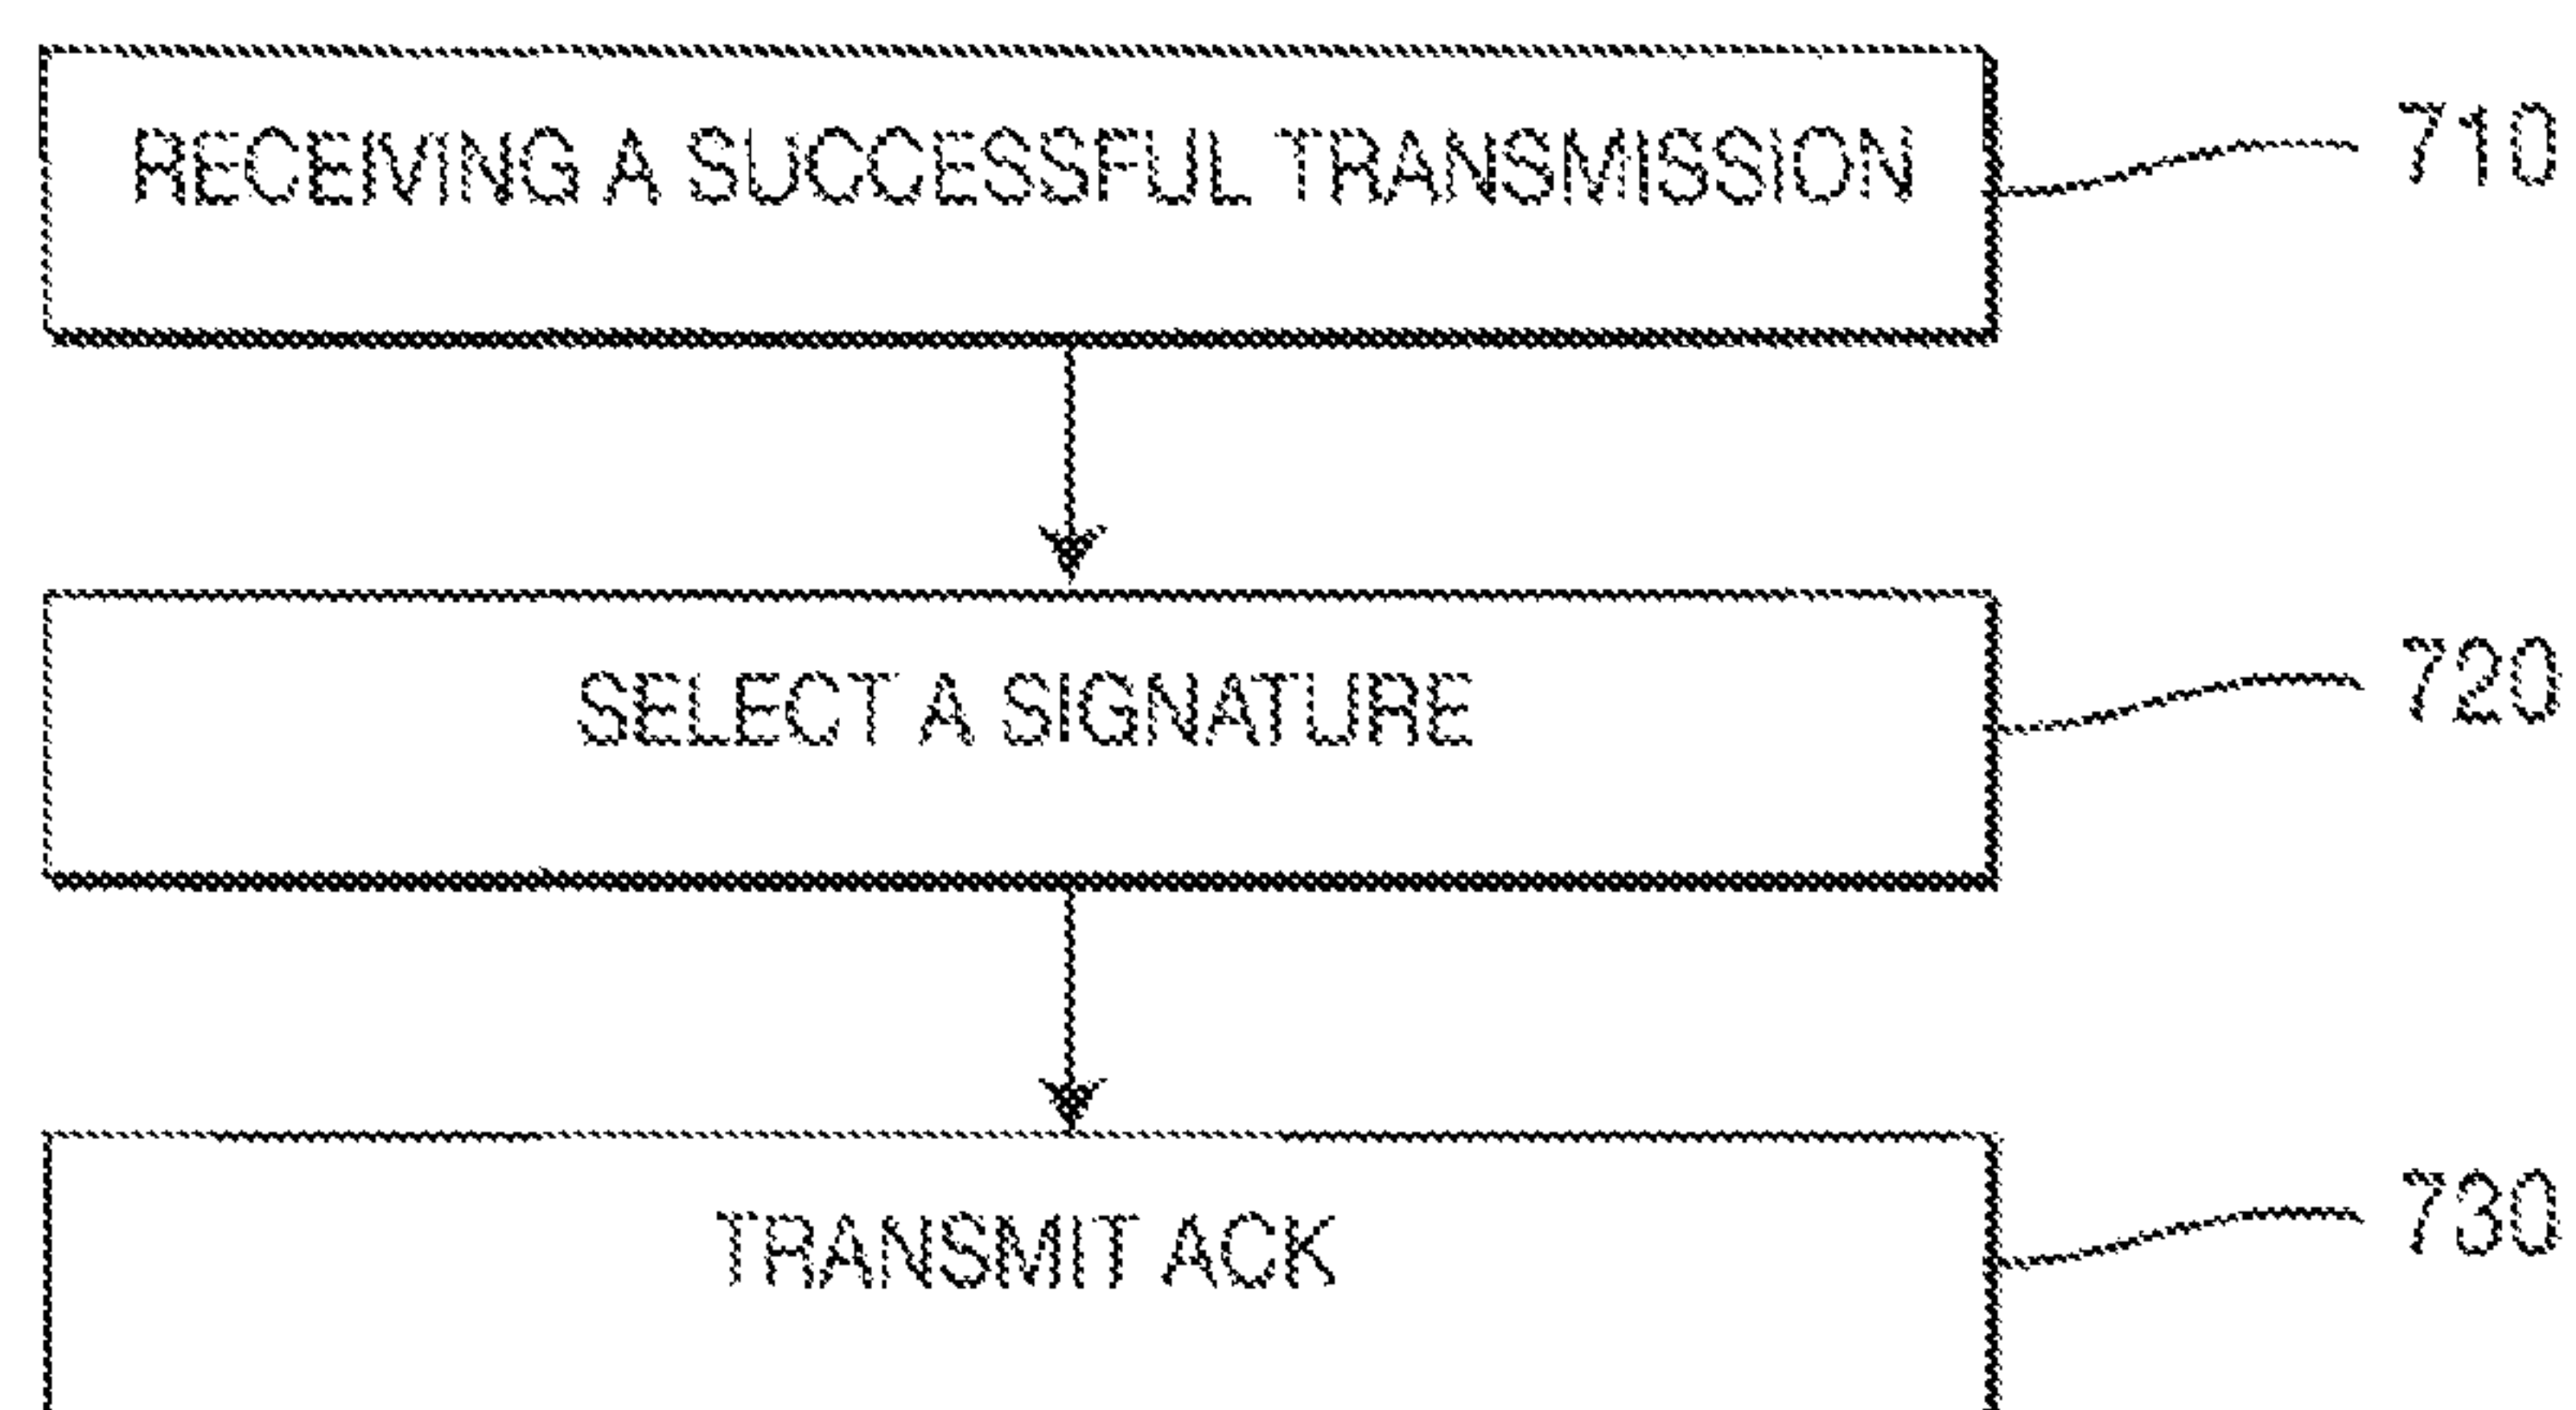 RECEIVING A SUCCESSFUL TRANSMISSION 710
SELECT A SIGNATURE 720
TRANSMIT ACK 730